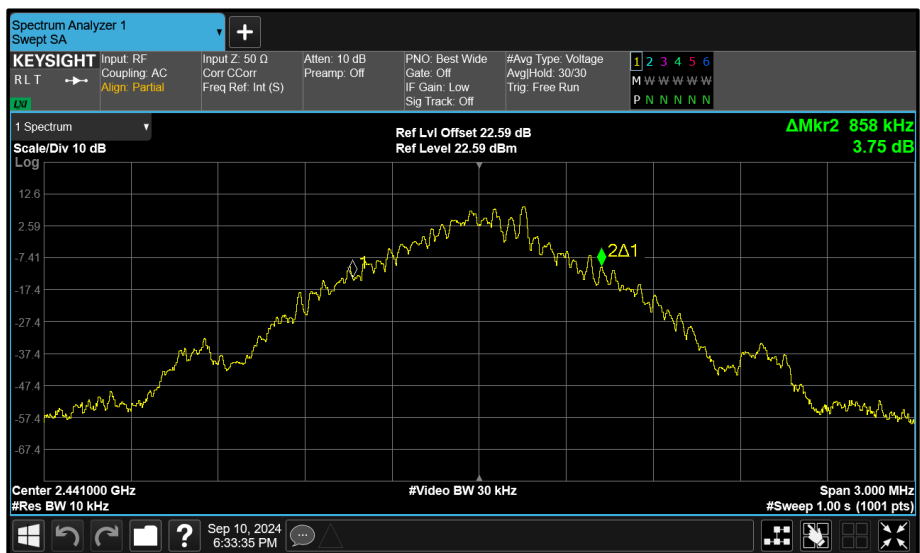 Spectrum Analyzer 1
Swept SA
KEYSIGHT
R L T
LXI
Input: RF
Coupling: AC
Align: Partial
Input Z: 50 Ω
Corr CCorr
Freq Ref: Int (S)
Atten: 10 dB
Preamp: Off
PNO: Best Wide
Gate: Off
IF Gain: Low
Sig Track: Off
#Avg Type: Voltage
Avg|Hold: 30/30
Trig: Free Run
1 2 3 4 5 6
M W W W W W
P N N N N N
1 Spectrum
Scale/Div 10 dB
Log
Ref Lvl Offset 22.59 dB
Ref Level 22.59 dBm
ΔMkr2 858 kHz
3.75 dB
12.6
2.59
-7.41
-17.4
-27.4
-37.4
-47.4
-57.4
-67.4
1
2Δ1
Center 2.441000 GHz
#Res BW 10 kHz
#Video BW 30 kHz
Span 3.000 MHz
#Sweep 1.00 s (1001 pts)
?
Sep 10, 2024
6:33:35 PM